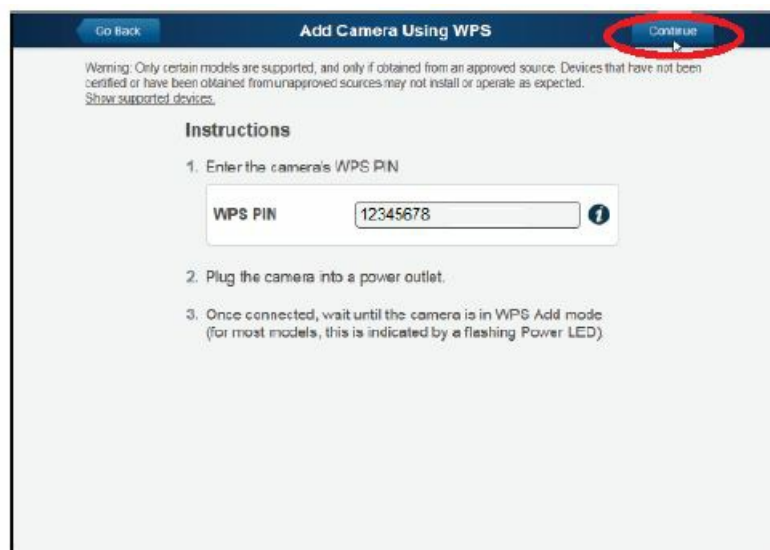 Go Back
Add Camera Using WPS
Continue
Warning: Only certain models are supported, and only if obtained from an approved source. Devices that have not been
certified or have been obtained from unapproved sources may not install or operate as expected.
Show supported devices.
Instructions
1. Enter the camera's WPS PIN
WPS PIN 12345678 i
2. Plug the camera into a power outlet.
3. Once connected, wait until the camera is in WPS Add mode
(for most models, this is indicated by a flashing Power LED)